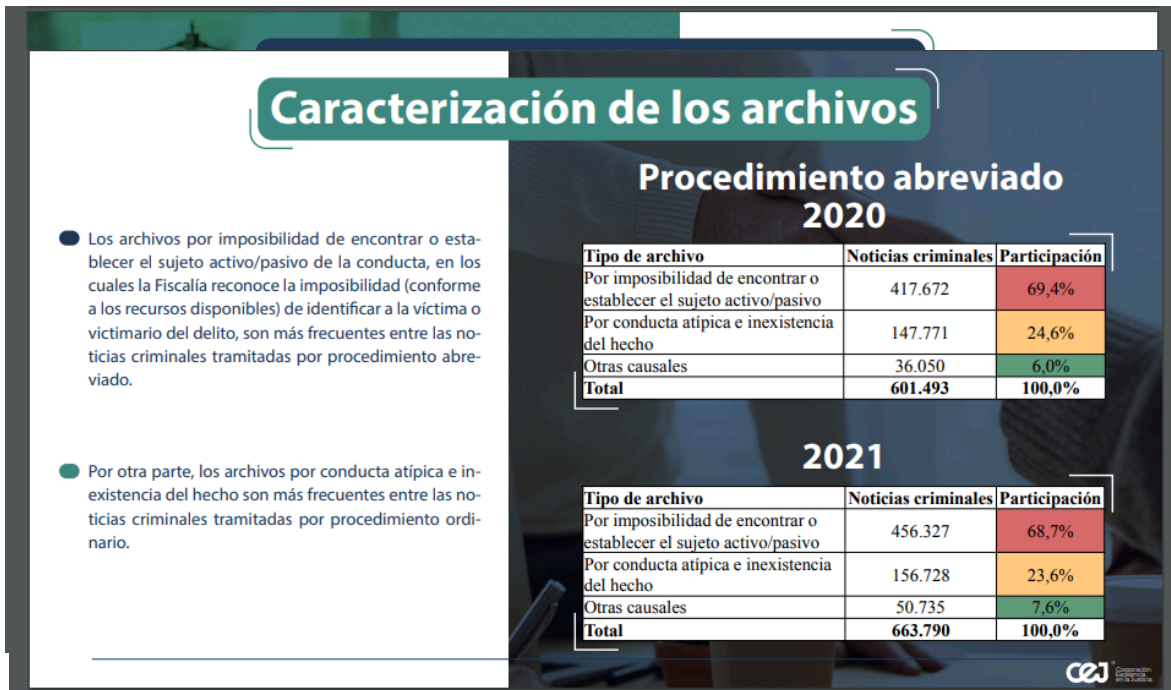 Caracterización de los archivos
Los archivos por imposibilidad de encontrar o esta-
blecer el sujeto activo/pasivo de la conducta, en los
cuales la Fiscalía reconoce la imposibilidad (conforme
a los recursos disponibles) de identificar a la víctima o
victimario del delito, son más frecuentes entre las no-
ticias criminales tramitadas por procedimiento abre-
viado.
Por otra parte, los archivos por conducta atípica e in-
existencia del hecho son más frecuentes entre las no-
ticias criminales tramitadas por procedimiento ordi-
nario.
Procedimiento abreviado
2020
Tipo de archivo Noticias criminales Participación
Por imposibilidad de encontrar o
establecer el sujeto activo/pasivo 417.672 69,4%
Por conducta atípica e inexistencia
del hecho 147.771 24,6%
Otras causales 36.050 6,0%
Total 601.493 100,0%
2021
Tipo de archivo Noticias criminales Participación
Por imposibilidad de encontrar o
establecer el sujeto activo/pasivo 456.327 68,7%
Por conducta atípica e inexistencia
del hecho 156.728 23,6%
Otras causales 50.735 7,6%
Total 663.790 100,0%
CEJ
Corporación
Excelencia
en la Justicia